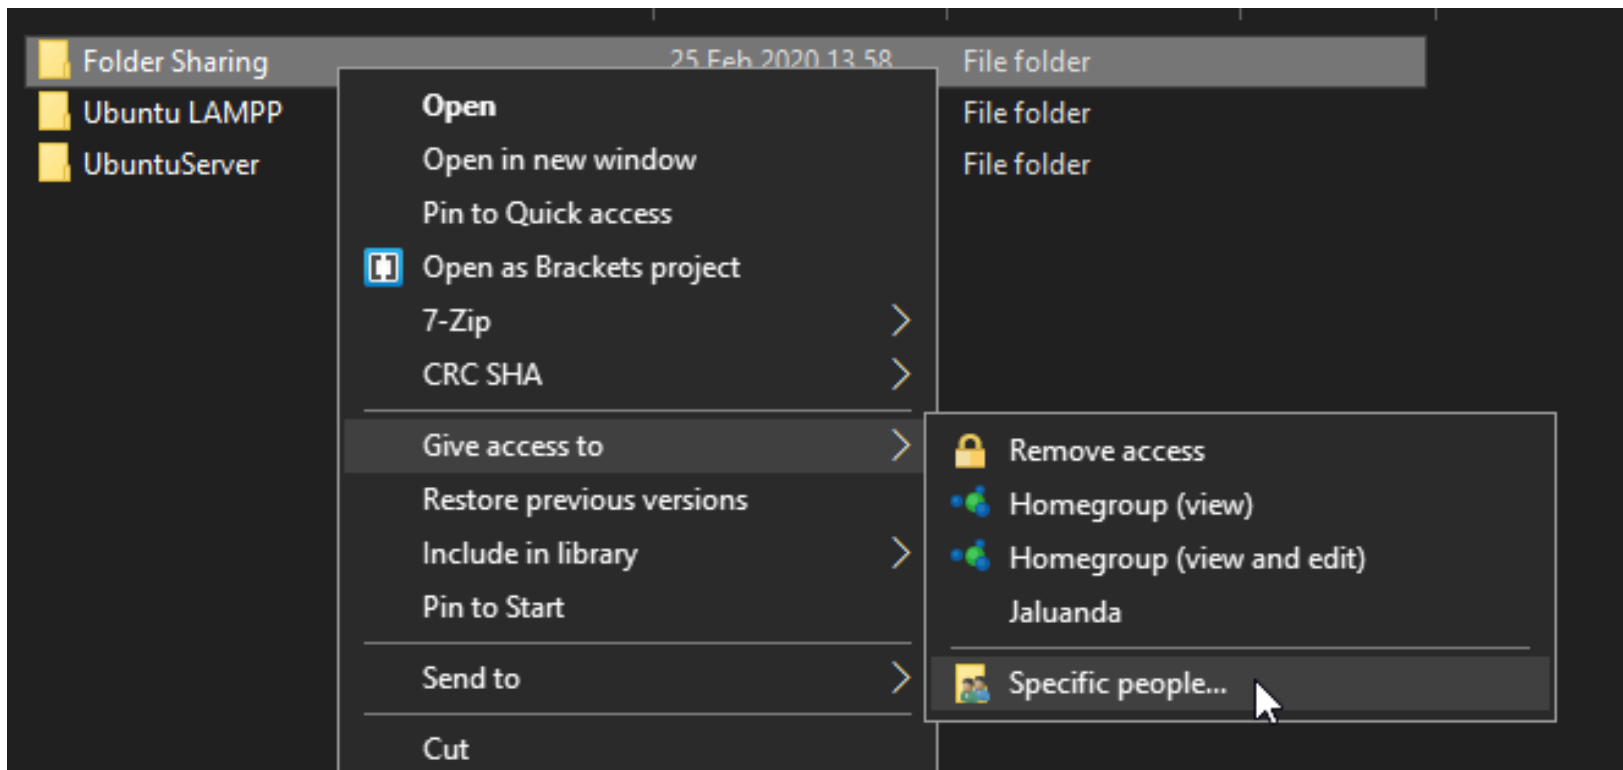 Folder Sharing 25 Feb 2020 13.58 File folder
Ubuntu LAMPP File folder
UbuntuServer File folder
Open
Open in new window
Pin to Quick access
Open as Brackets project
7-Zip
CRC SHA
Give access to
Restore previous versions
Include in library
Pin to Start
Send to
Cut
Remove access
Homegroup (view)
Homegroup (view and edit)
Jaluanda
Specific people...